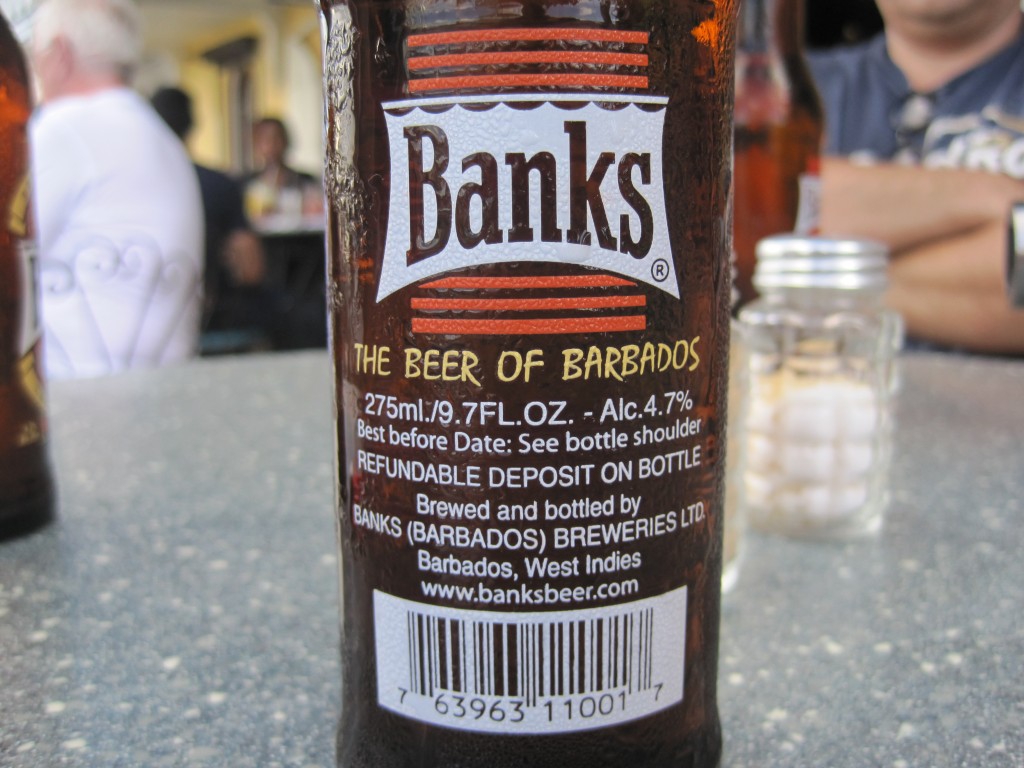 Banks
®
THE BEER OF BARBADOS
275ml./9.7FL.OZ. - Alc.4.7%
Best before Date: See bottle shoulder
REFUNDABLE DEPOSIT ON BOTTLE
Brewed and bottled by
BANKS (BARBADOS) BREWERIES LTD.
Barbados, West Indies
www.banksbeer.com
7 63963 11001 7